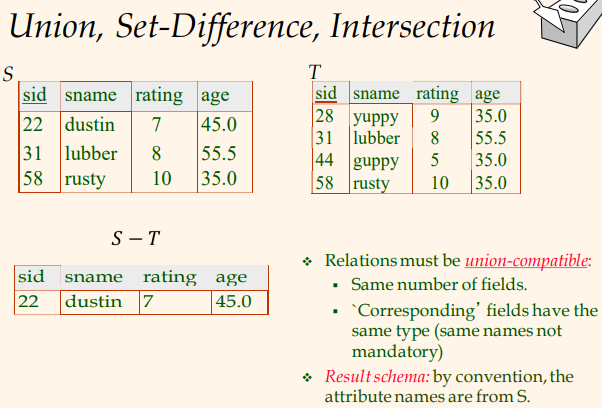 Union, Set-Difference, Intersection
S
sid sname rating age
22 dustin 7 45.0
31 lubber 8 55.5
58 rusty 10 35.0
T
sid sname rating age
28 yuppy 9 35.0
31 lubber 8 55.5
44 guppy 5 35.0
58 rusty 10 35.0
S – T
sid sname rating age
22 dustin 7 45.0
❖ Relations must be union-compatible:
▪ Same number of fields.
▪ `Corresponding’ fields have the
same type (same names not
mandatory)
❖ Result schema: by convention, the
attribute names are from S.